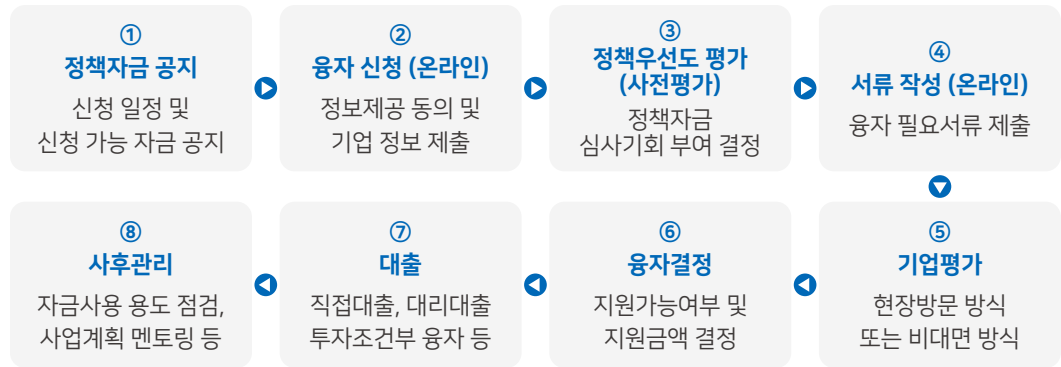 ①
정책자금 공지
신청 일정 및
신청 가능 자금 공지
②
융자 신청 (온라인)
정보제공 동의 및
기업 정보 제출
③
정책우선도 평가
(사전평가)
정책자금
심사기회 부여 결정
④
서류 작성 (온라인)
융자 필요서류 제출
⑤
기업평가
현장방문 방식
또는 비대면 방식
⑥
융자결정
지원가능여부 및
지원금액 결정
⑦
대출
직접대출, 대리대출
투자조건부 융자 등
⑧
사후관리
자금사용 용도 점검,
사업계획 멘토링 등